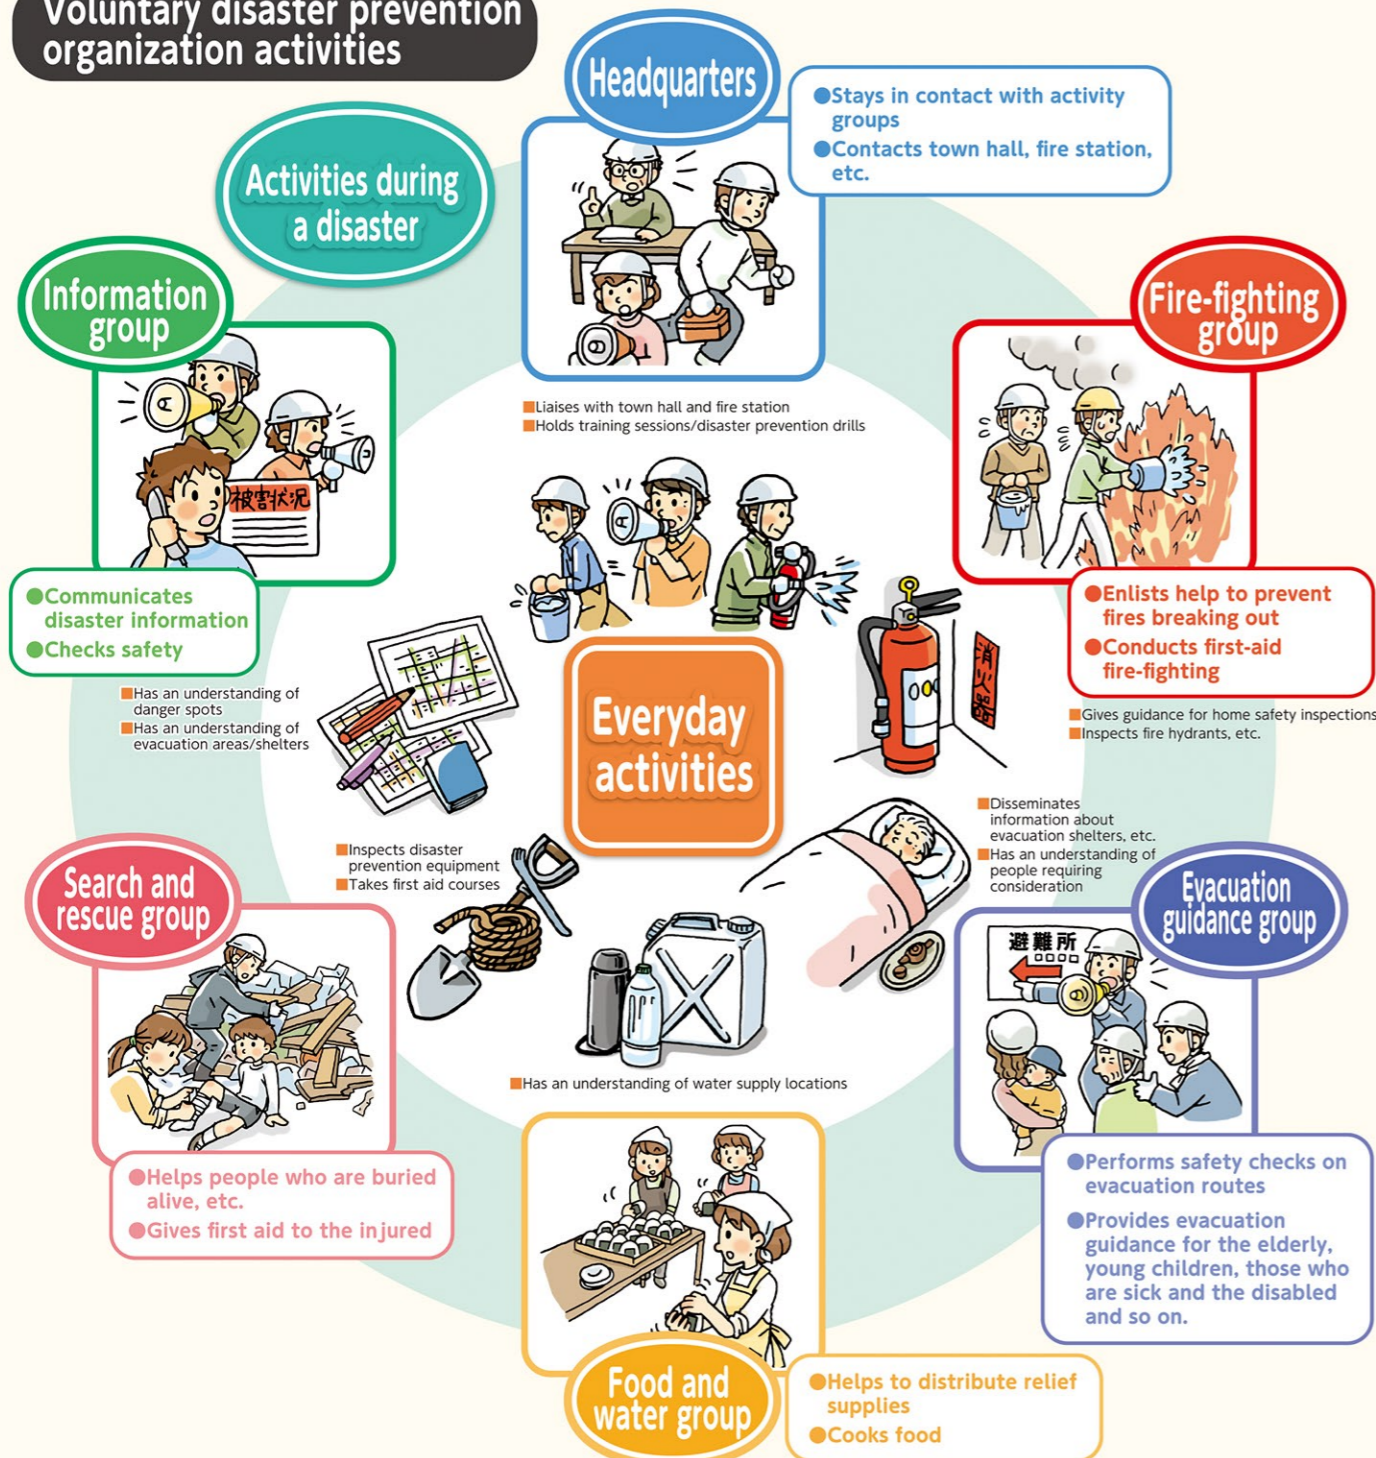 Voluntary disaster prevention
organization activities
Headquarters
●Stays in contact with activity
groups
●Contacts town hall, fire station,
etc.
Activities during
a disaster
Information
group
被害状況
●Communicates
disaster information
●Checks safety
■Has an understanding of
danger spots
■Has an understanding of
evacuation areas/shelters
■Liaises with town hall and fire station
■Holds training sessions/disaster prevention drills
Fire-fighting
group
●Enlists help to prevent
fires breaking out
●Conducts first-aid
fire-fighting
■Gives guidance for home safety inspections
■Inspects fire hydrants, etc.
消火器
Everyday
activities
■Inspects disaster
prevention equipment
■Takes first aid courses
■Disseminates
information about
evacuation shelters, etc.
■Has an understanding of
people requiring
consideration
Search and
rescue group
●Helps people who are buried
alive, etc.
●Gives first aid to the injured
■Has an understanding of water supply locations
Evacuation
guidance group
避難所
●Performs safety checks on
evacuation routes
●Provides evacuation
guidance for the elderly,
young children, those who
are sick and the disabled
and so on.
Food and
water group
●Helps to distribute relief
supplies
●Cooks food